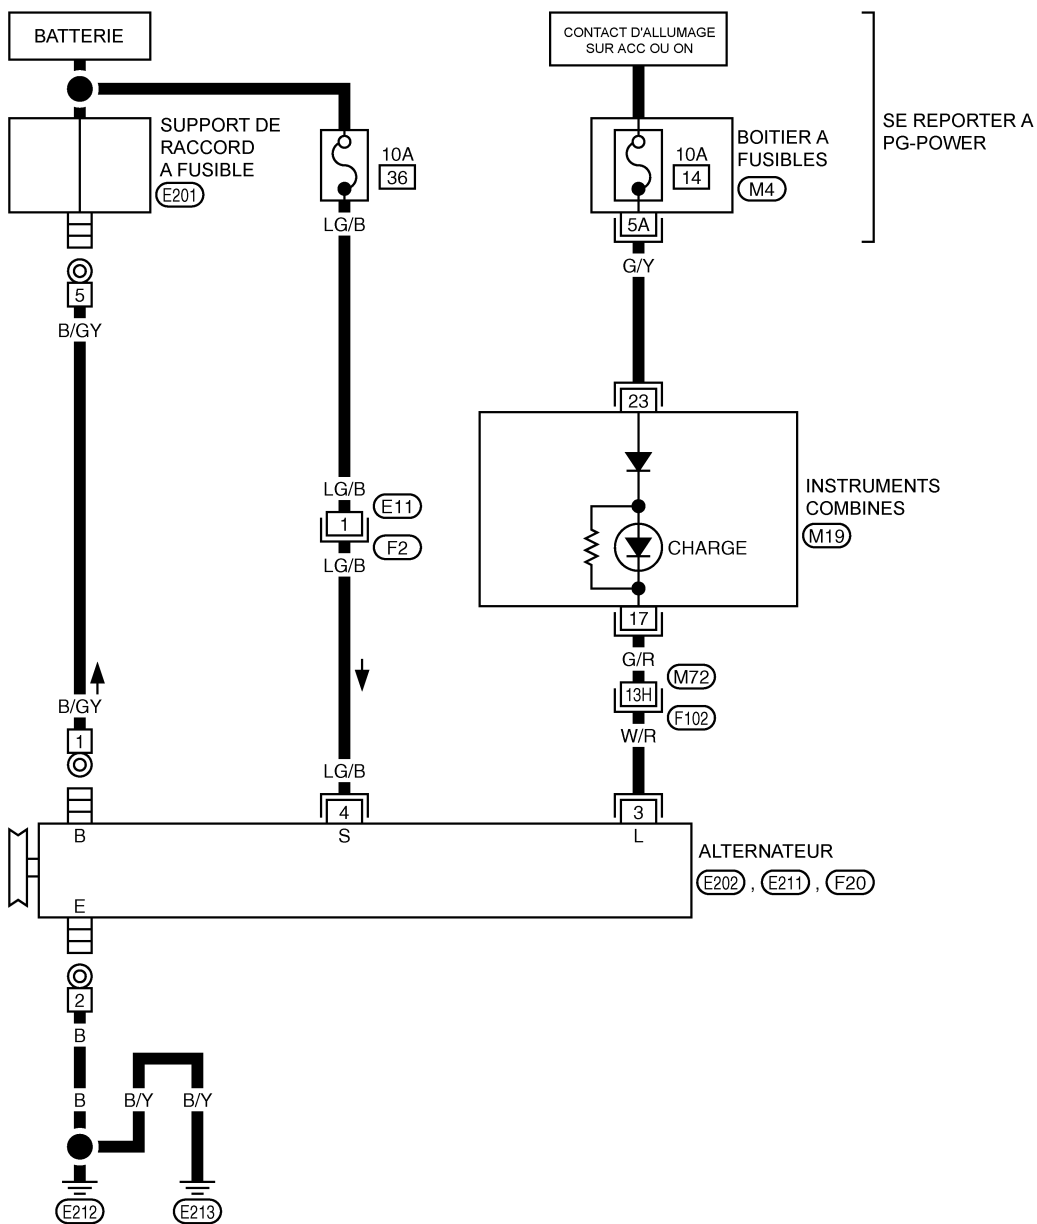 BATTERIE
CONTACT D'ALLUMAGE
SUR ACC OU ON
SE REPORTER A
PG-POWER
SUPPORT DE
RACCORD
A FUSIBLE
E201
10A
36
BOITIER A
FUSIBLES
M4
10A
14
5A
LG/B
G/Y
5
B/GY
23
INSTRUMENTS
COMBINES
M19
CHARGE
LG/B
E11
1
F2
LG/B
17
G/R
M72
13H
F102
W/R
B/GY
1
LG/B
4
3
B
S
L
ALTERNATEUR
E202 , E211 , F20
E
2
B
B
B/Y
B/Y
E212
E213